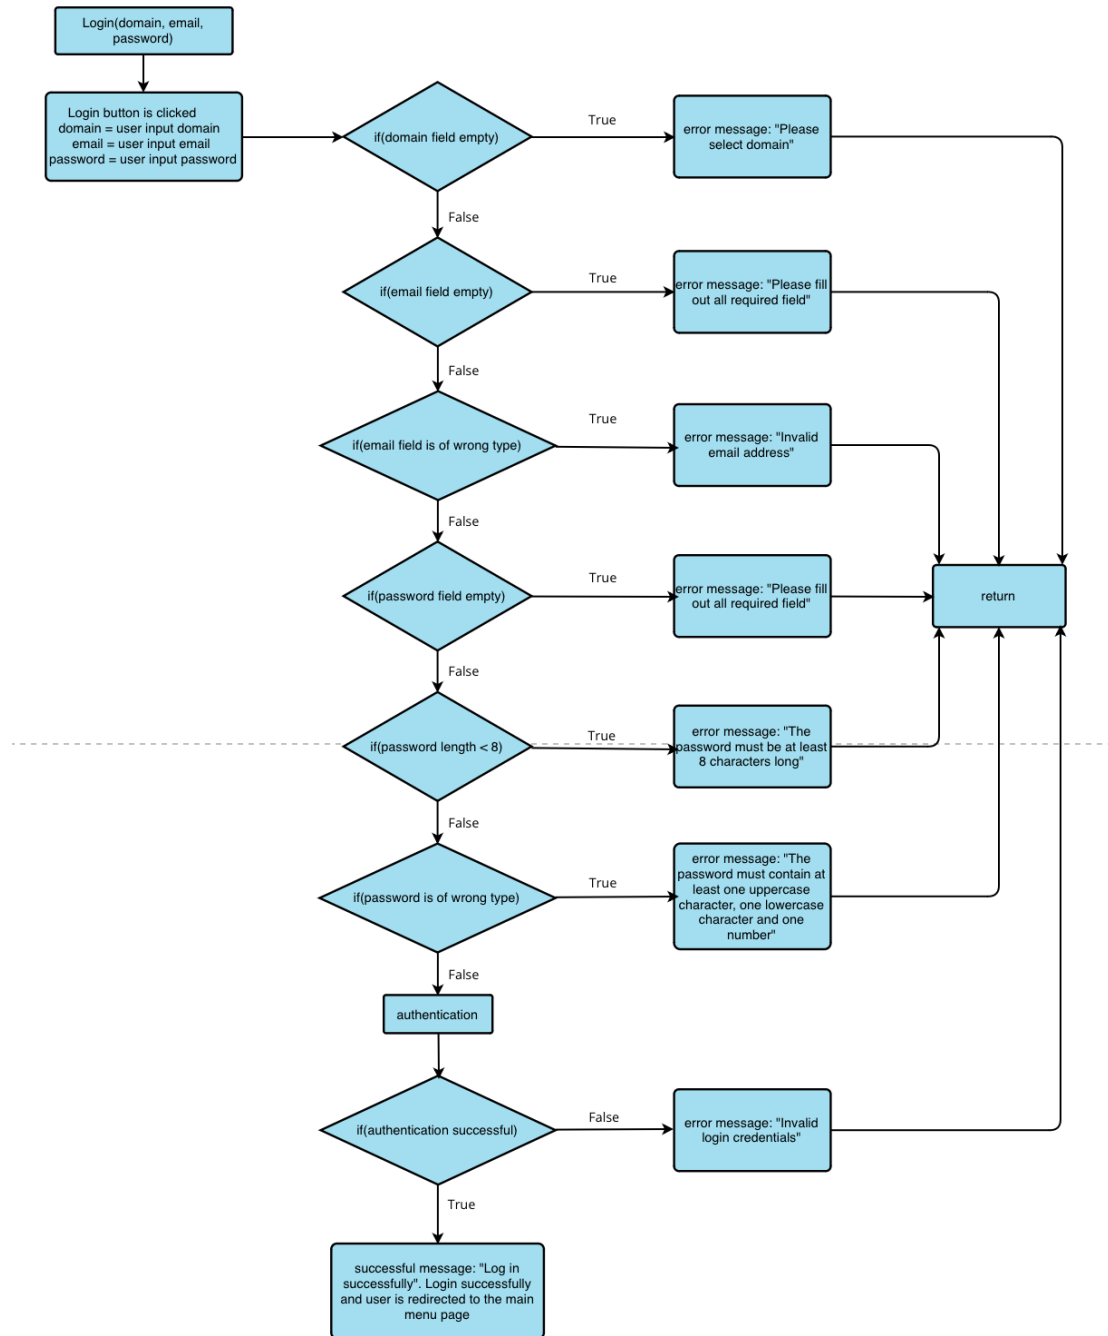 Login(domain, email,
password)
Login button is clicked
domain = user input domain
email = user input email
password = user input password
if(domain field empty)
True
error message: "Please
select domain"
False
if(email field empty)
True
error message: "Please fill
out all required field"
False
if(email field is of wrong type)
True
error message: "Invalid
email address"
False
if(password field empty)
True
error message: "Please fill
out all required field"
return
False
if(password length < 8)
True
error message: "The
password must be at least
8 characters long"
False
if(password is of wrong type)
True
error message: "The
password must contain at
least one uppercase
character, one lowercase
character and one
number"
False
authentication
if(authentication successful)
False
error message: "Invalid
login credentials"
True
successful message: "Log in
successfully". Login successfully
and user is redirected to the main
menu page